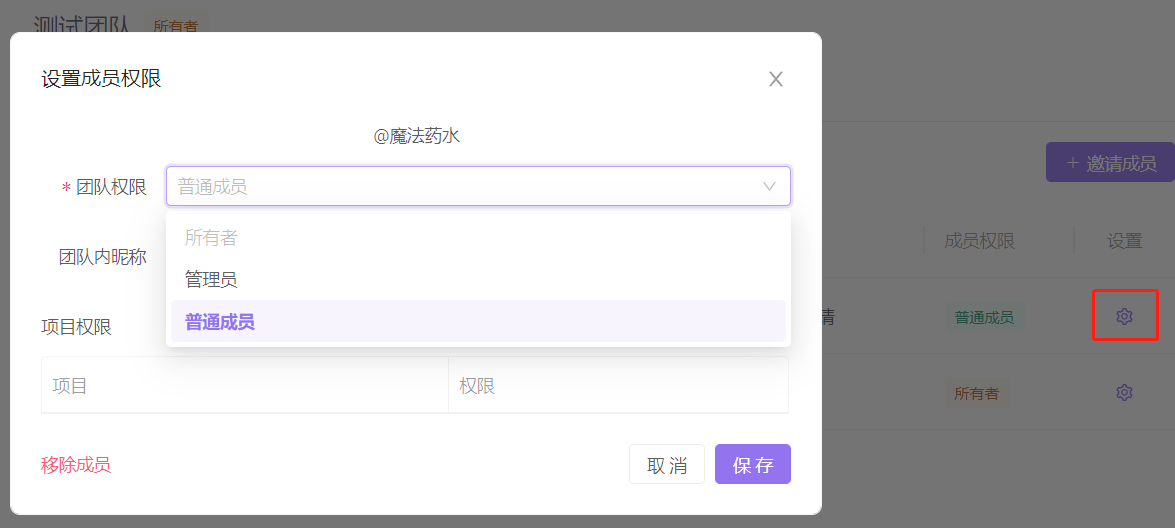 测试团队 所有者
设置成员权限
@魔法药水
* 团队权限 普通成员
+ 邀请成员
所有者
团队内昵称
成员权限 设置
管理员
普通成员
情 普通成员
项目权限
项目 权限
所有者
移除成员 取消 保存